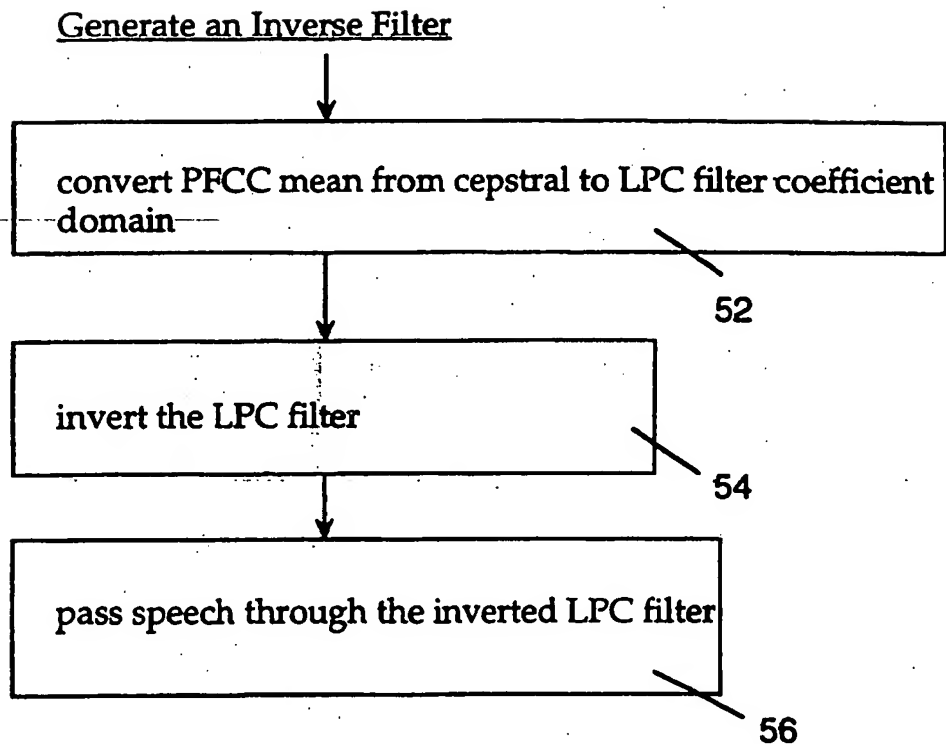 Generate an Inverse Filter
convert PFCC mean from cepstral to LPC filter coefficient
domain
52
invert the LPC filter
54
pass speech through the inverted LPC filter
56